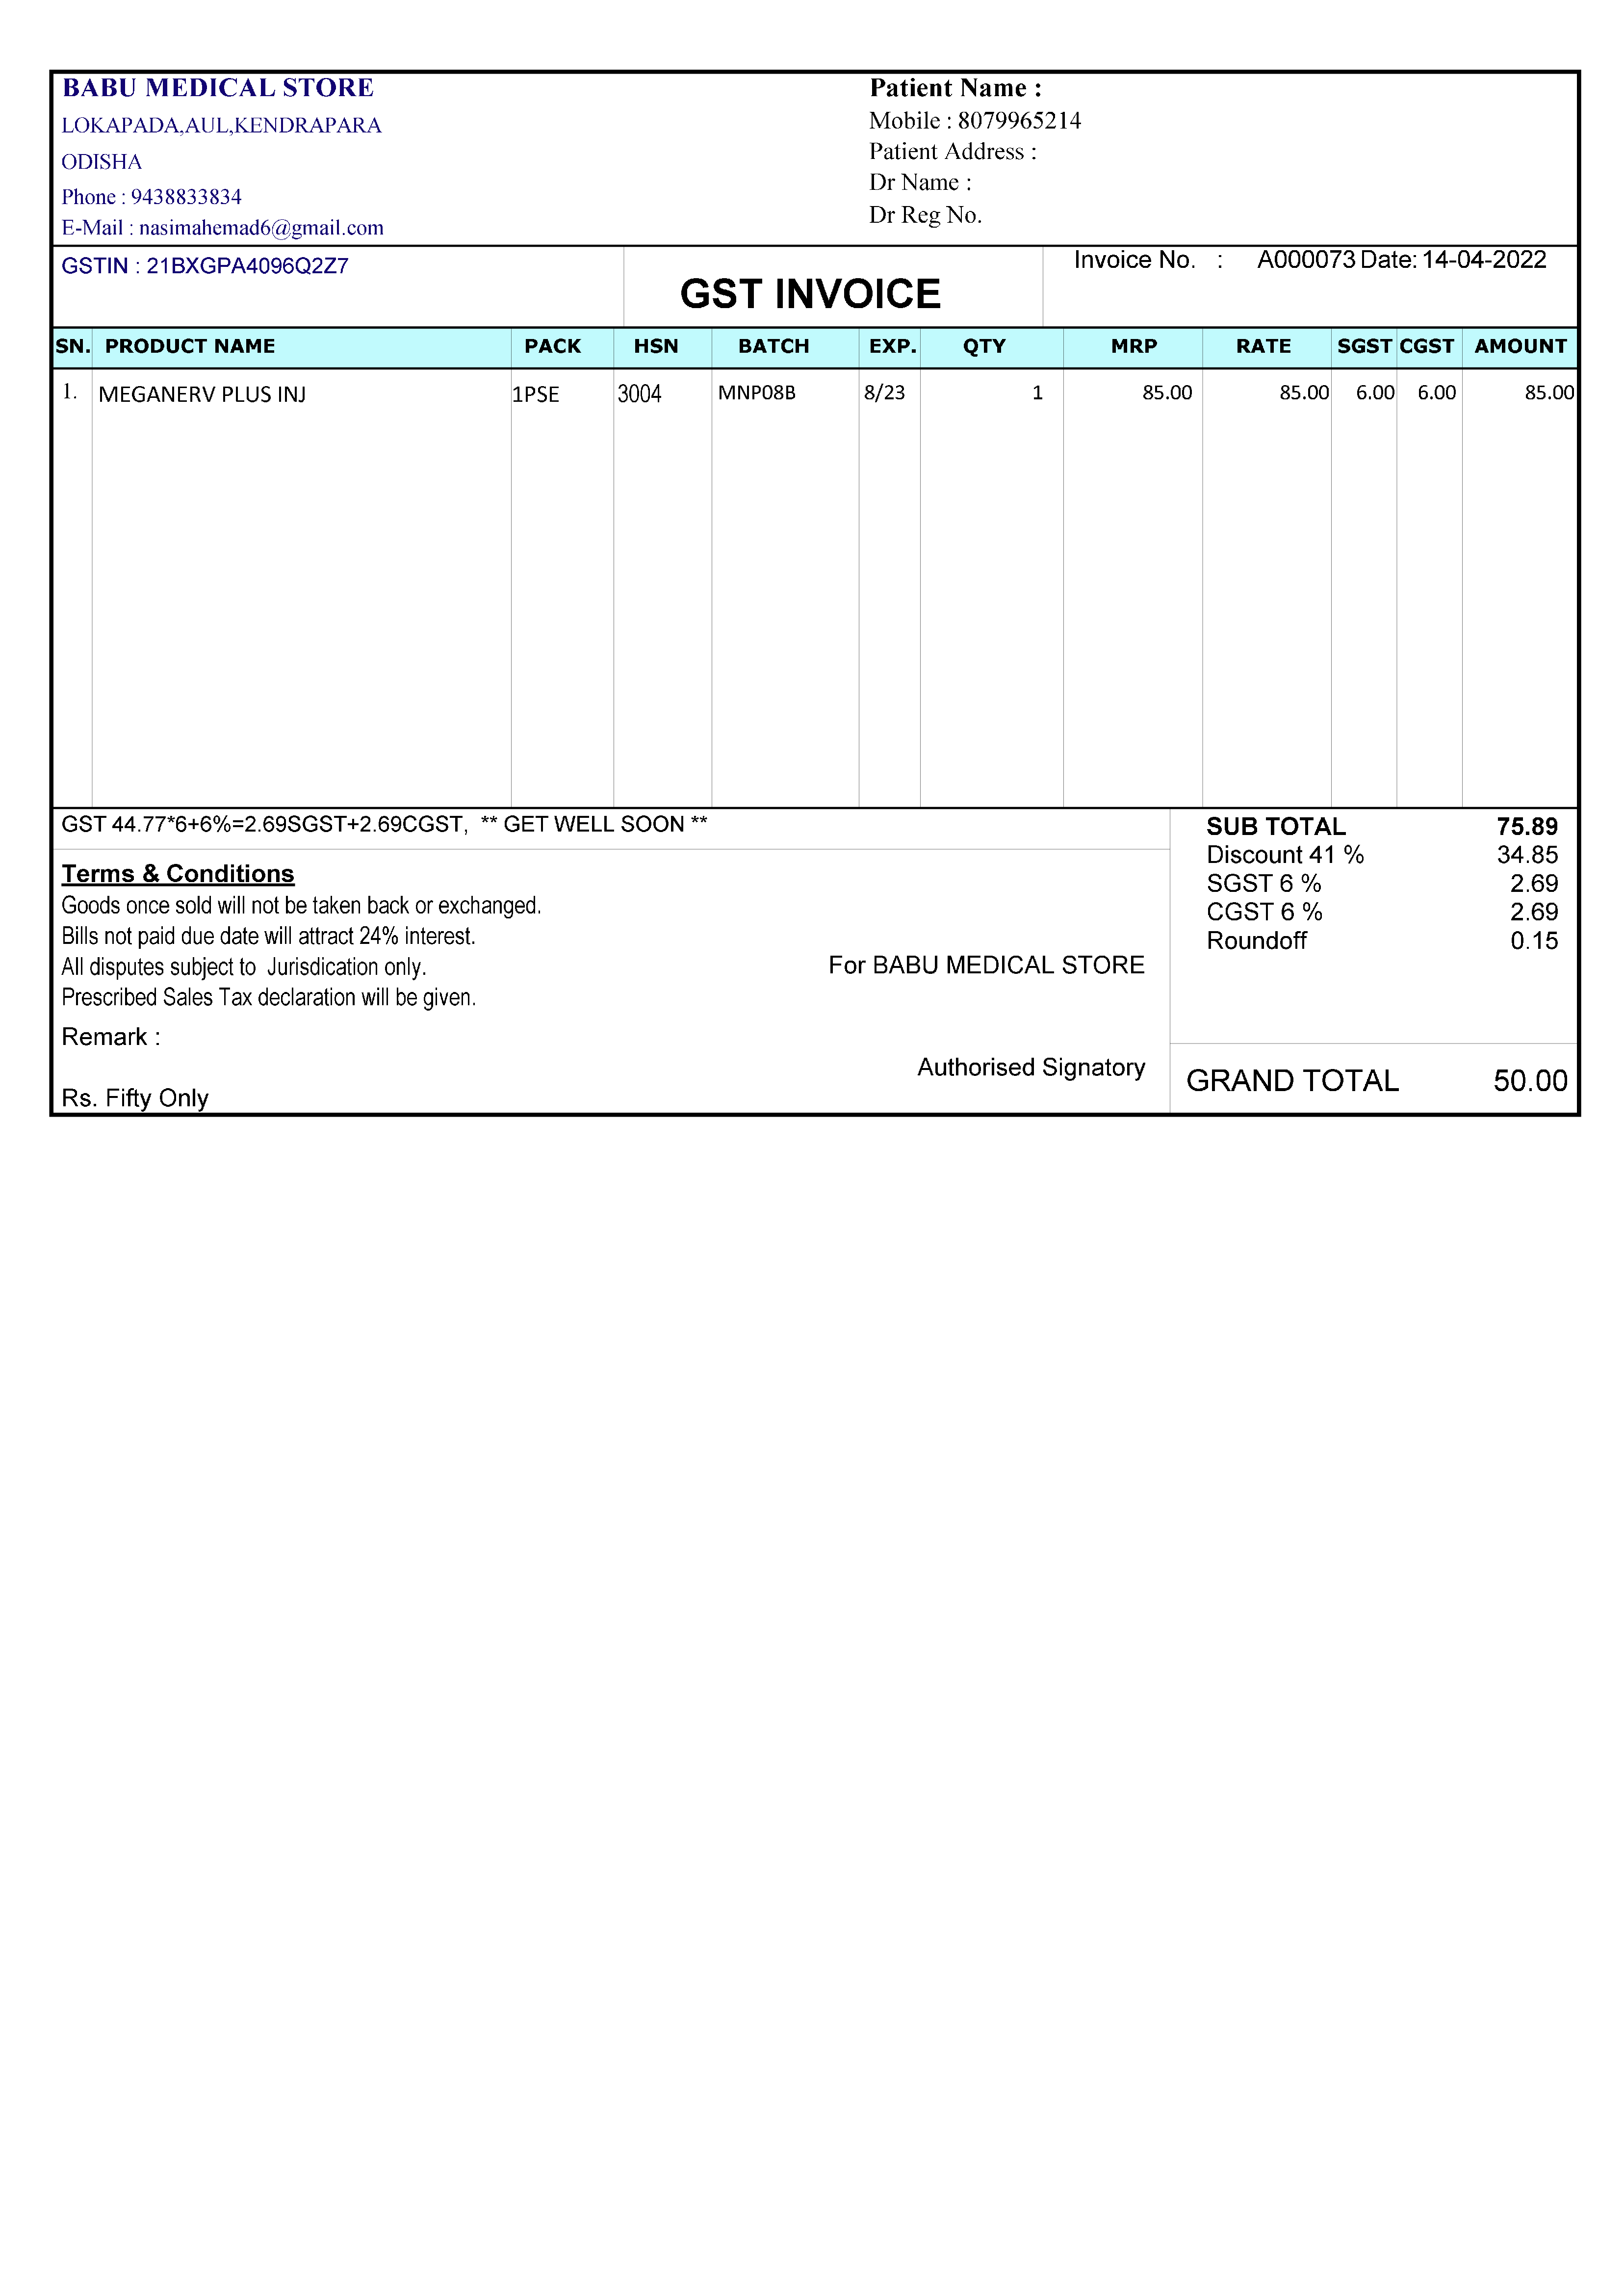 BABU MEDICAL STORE
LOKAPADA,AUL,KENDRAPARA
ODISHA
Phone : 9438833834
E-Mail : nasimahemad6@gmail.com
Patient Name :
Mobile : 8079965214
Patient Address :
Dr Name :
Dr Reg No.
GSTIN : 21BXGPA4096Q2Z7
GST INVOICE
Invoice No. : A000073 Date: 14-04-2022
SN. PRODUCT NAME PACK HSN BATCH EXP. QTY MRP RATE SGST CGST AMOUNT
1. MEGANERV PLUS INJ 1PSE 3004 MNP08B 8/23 1 85.00 85.00 6.00 6.00 85.00
GST 44.77*6+6%=2.69SGST+2.69CGST, ** GET WELL SOON **
Terms & Conditions
Goods once sold will not be taken back or exchanged.
Bills not paid due date will attract 24% interest.
All disputes subject to Jurisdication only.
Prescribed Sales Tax declaration will be given.
Remark :
Rs. Fifty Only
For BABU MEDICAL STORE
Authorised Signatory
SUB TOTAL 75.89
Discount 41 % 34.85
SGST 6 % 2.69
CGST 6 % 2.69
Roundoff 0.15
GRAND TOTAL 50.00